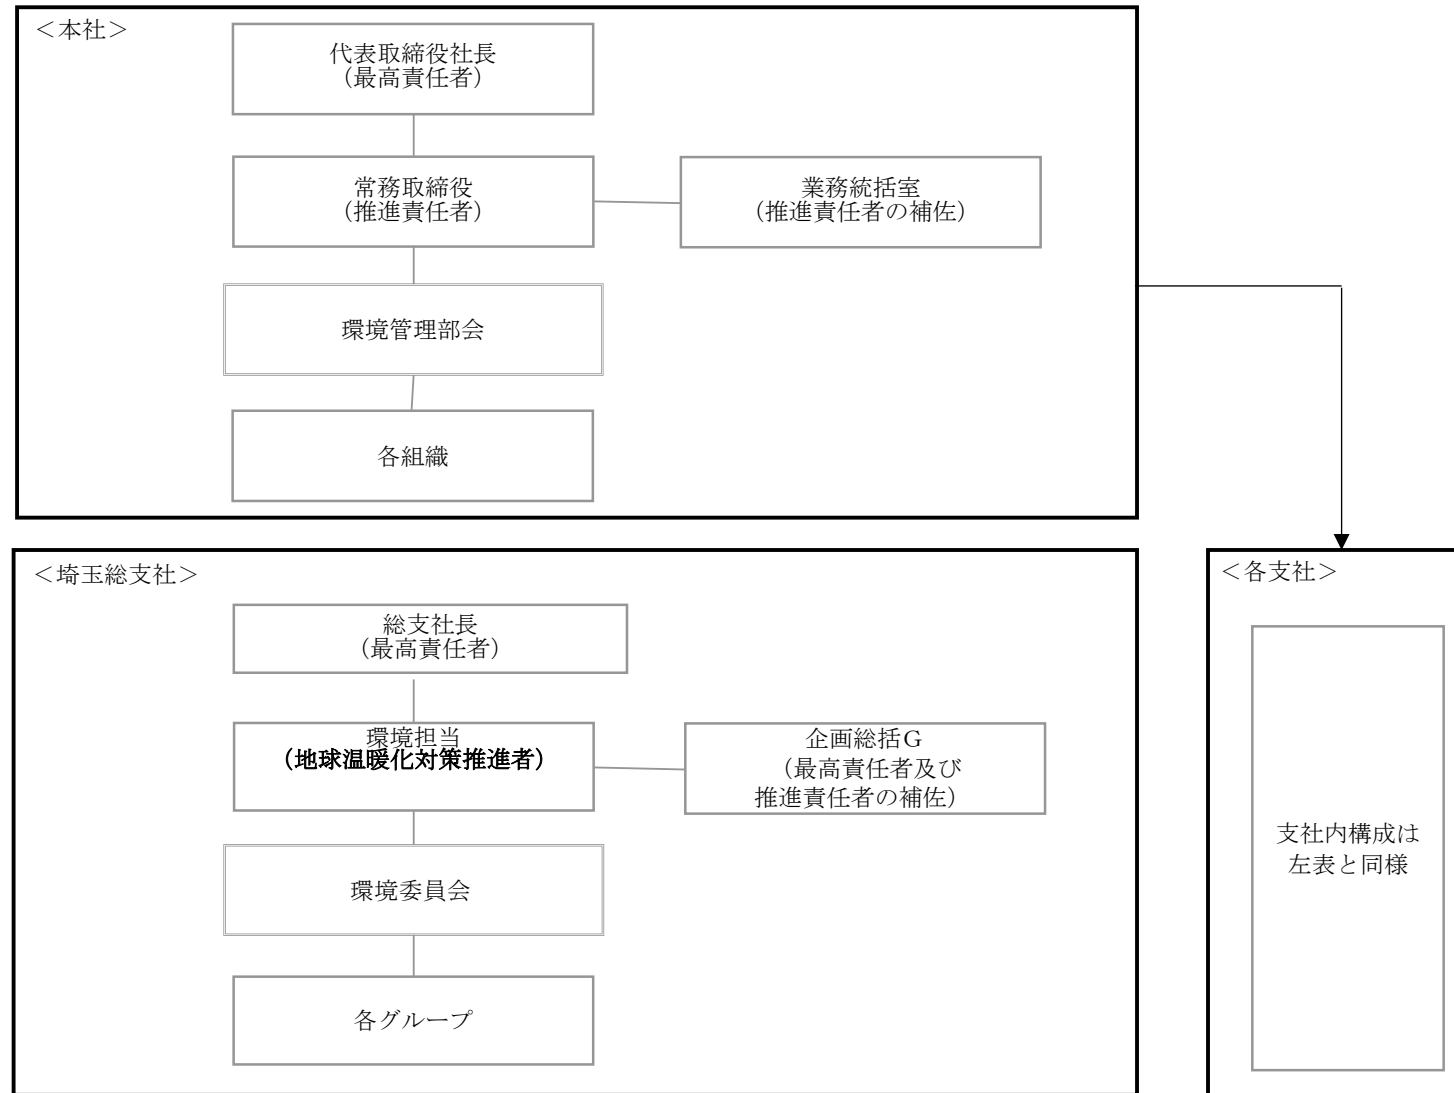 ＜本社＞
代表取締役社長
（最高責任者）
常務取締役
（推進責任者）
業務統括室
（推進責任者の補佐）
環境管理部会
各組織
＜埼玉総支社＞
総支社長
（最高責任者）
環境担当
（地球温暖化対策推進者）
企画総括Ｇ
（最高責任者及び
推進責任者の補佐）
環境委員会
各グループ
＜各支社＞
支社内構成は
左表と同様